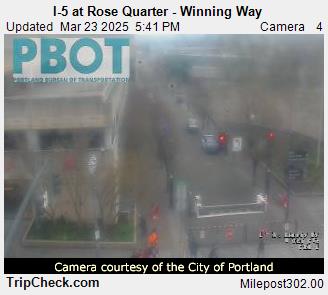 I-5 at Rose Quarter - Winning Way
Updated Mar 23 2025 5:41 PM Camera 4
PBOT
PORTLAND BUREAU OF TRANSPORTATION
Camera courtesy of the City of Portland
TripCheck.com Milepost302.00